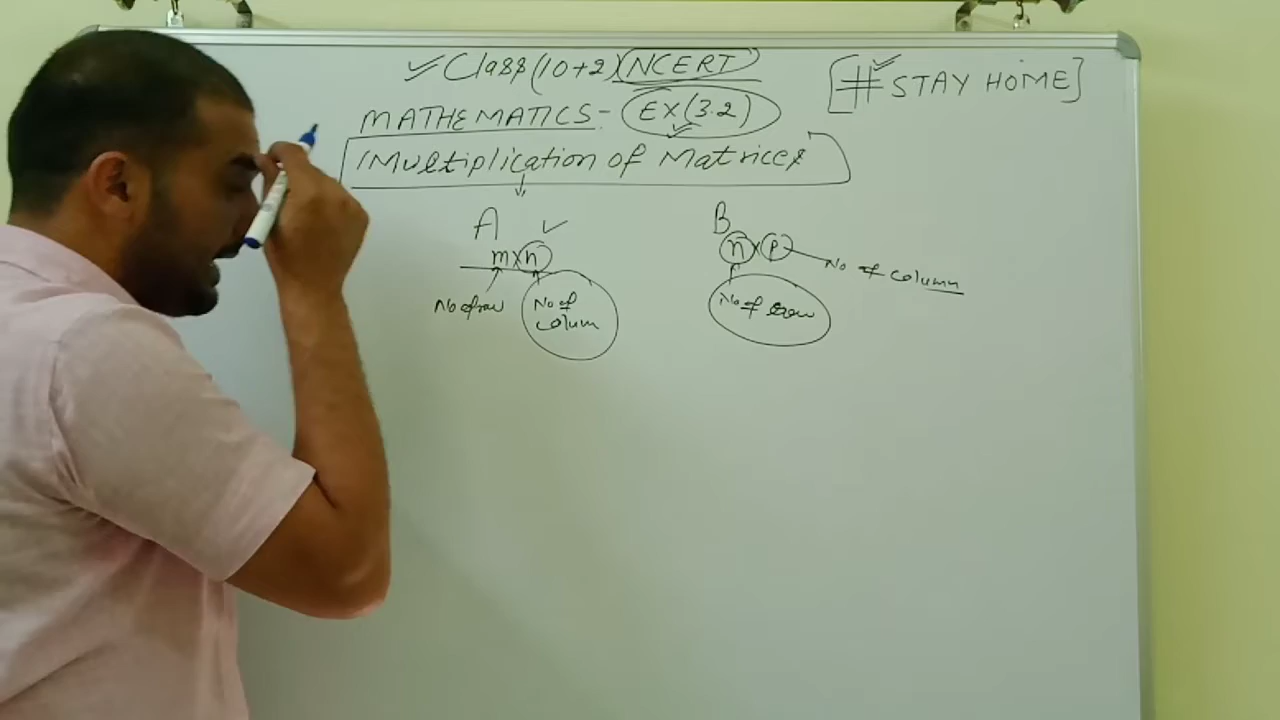 ✓ Class (10+2) (NCERT)
[# STAY HOME]
MATHEMATICS - Ex(3.2)
Multiplication of Matrices
A
B
m×n
n×p
No of column
No of row
No of
colum
No of row